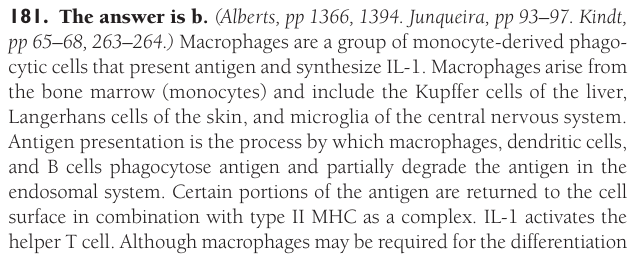 181. The answer is b. (Alberts, pp 1366, 1394. Junqueira, pp 93–97. Kindt,
pp 65–68, 263–264.) Macrophages are a group of monocyte-derived phago-
cytic cells that present antigen and synthesize IL-1. Macrophages arise from
the bone marrow (monocytes) and include the Kupffer cells of the liver,
Langerhans cells of the skin, and microglia of the central nervous system.
Antigen presentation is the process by which macrophages, dendritic cells,
and B cells phagocytose antigen and partially degrade the antigen in the
endosomal system. Certain portions of the antigen are returned to the cell
surface in combination with type II MHC as a complex. IL-1 activates the
helper T cell. Although macrophages may be required for the differentiation